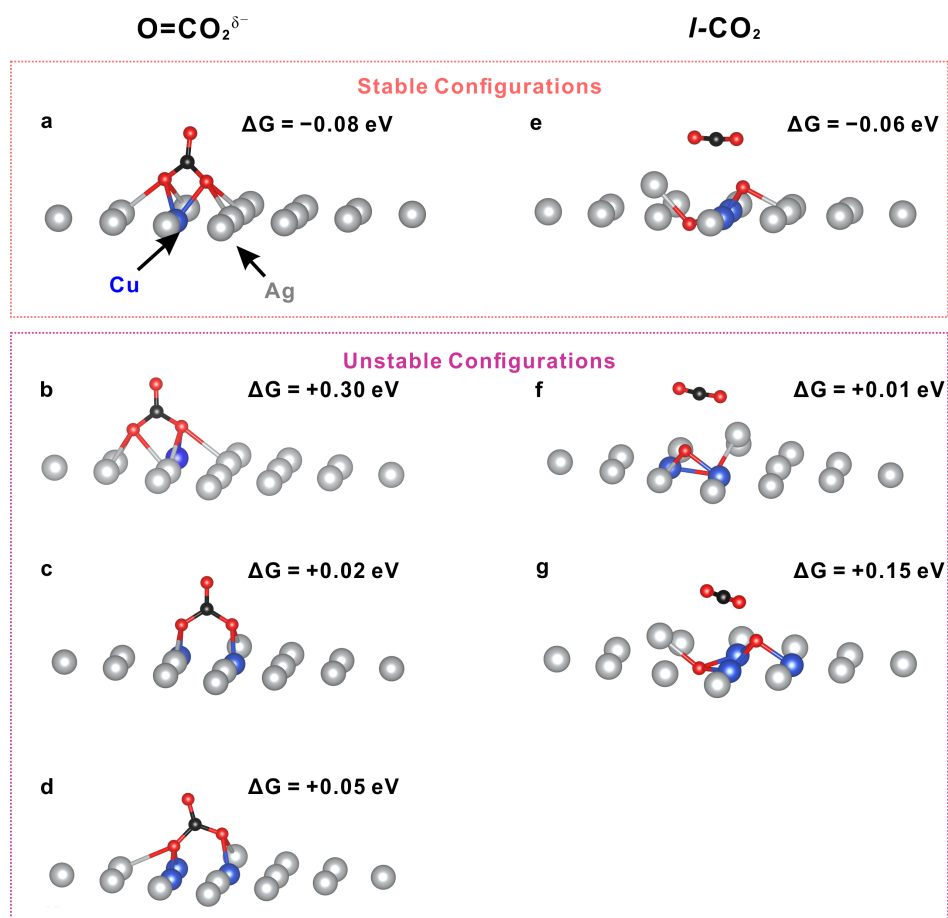 O=CO₂ᵟ⁻
l-CO₂
Stable Configurations
a
ΔG = −0.08 eV
e
ΔG = −0.06 eV
Cu
Ag
Unstable Configurations
b
ΔG = +0.30 eV
f
ΔG = +0.01 eV
c
ΔG = +0.02 eV
g
ΔG = +0.15 eV
d
ΔG = +0.05 eV